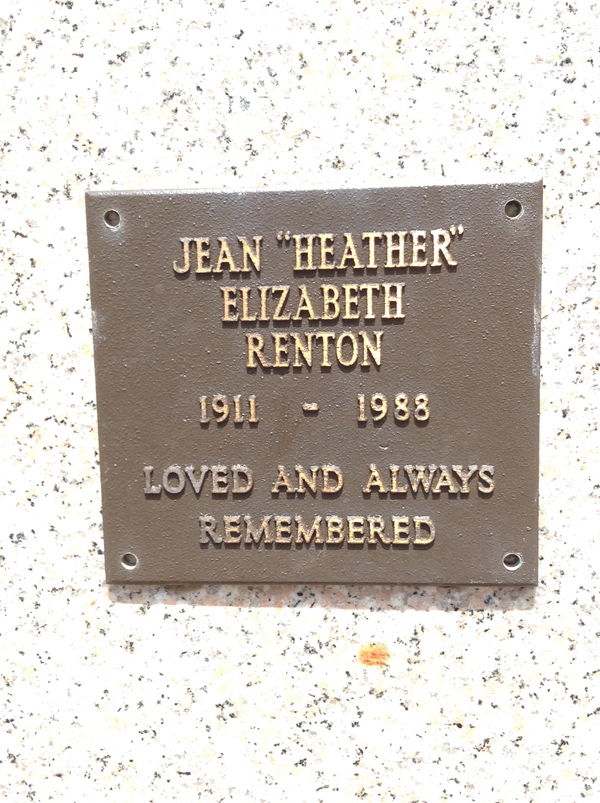 JEAN "HEATHER"
ELIZABETH
RENTON
1911 - 1988
LOVED AND ALWAYS
REMEMBERED